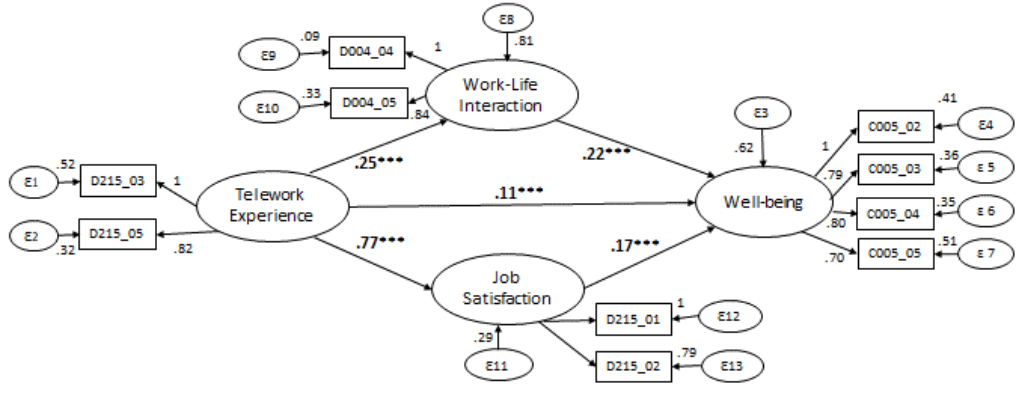 ε8
.09
.81
ε9
D004_04
1
Work-Life
Interaction
.33
ε10
D004_05
.84
ε3
.41
C005_02
ε4
.62
1
.25***
.22***
.36
C005_03
ε 5
.79
.52
ε1
D215_03
1
Telework
Experience
.11***
Well-being
.35
C005_04
ε 6
.80
ε2
D215_05
.32
.82
.77***
.17***
.51
C005_05
ε 7
.70
Job
Satisfaction
1
D215_01
ε12
.29
ε11
.79
D215_02
ε13